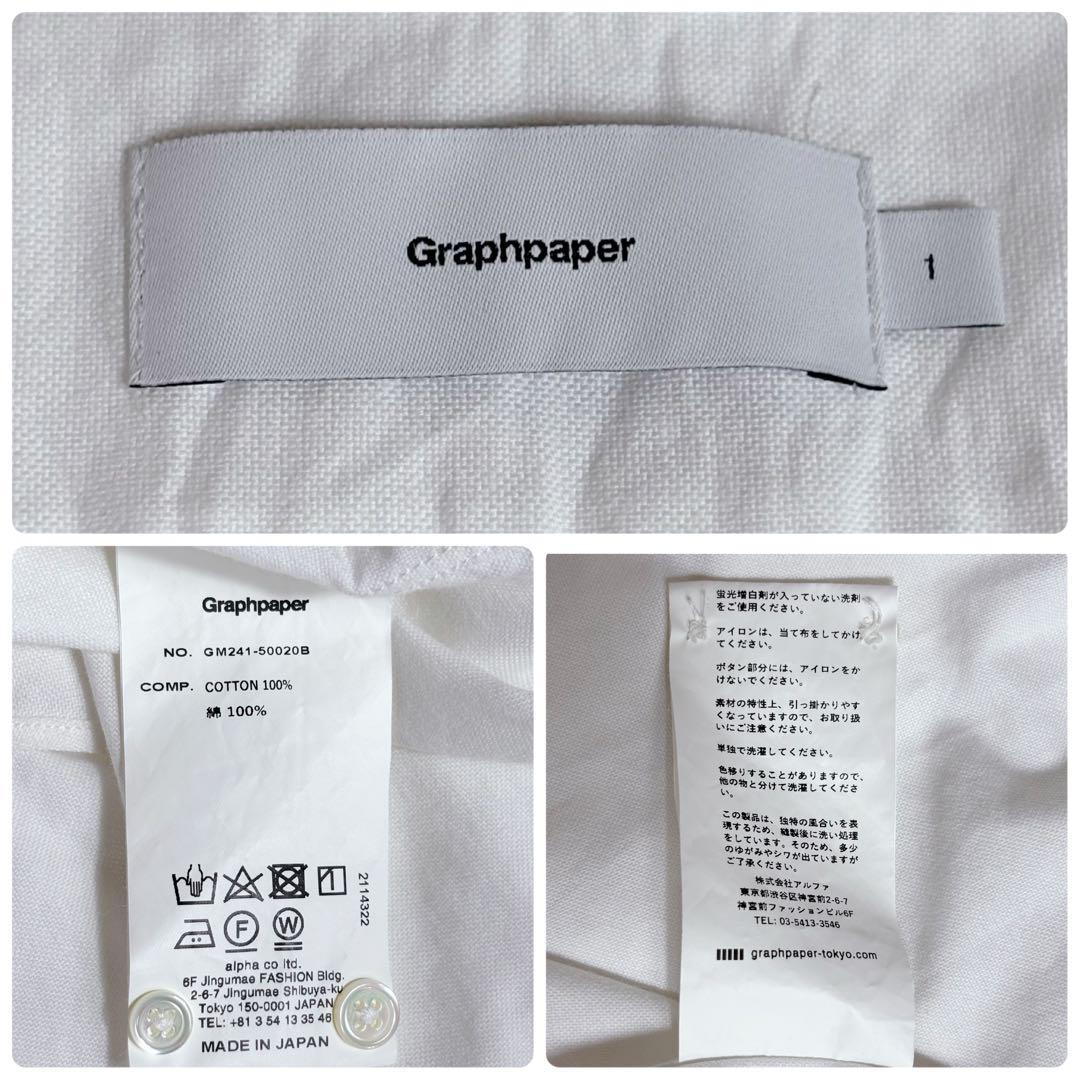 Graphpaper
1
Graphpaper
NO. GM241-50020B
COMP. COTTON 100%
綿 100%
2114322
F W
alpha co ltd.
6F Jingumae FASHION Bldg.
2-6-7 Jingumae Shibuya-ku
Tokyo 150-0001 JAPAN
TEL: +81 3 54 13 35 46
MADE IN JAPAN
蛍光増白剤が入っていない洗剤
をご使用ください。
アイロンは、当て布をしてかけ
てください。
ボタン部分には、アイロンをか
けないでください。
素材の特性上、引っ掛かりやす
くなっていますので、お取り扱
いにご注意ください。
単独で洗濯してください。
色移りすることがありますので、
他の物と分けて洗濯してくださ
い。
この製品は、独特の風合いを表
現するため、縫製後に洗い処理
をしています。そのため、多少
のゆがみやシワが出ていますが
ご了承ください。
株式会社アルファ
東京都渋谷区神宮前2-6-7
神宮前ファッションビル6F
TEL: 03-5413-3546
graphpaper-tokyo.com